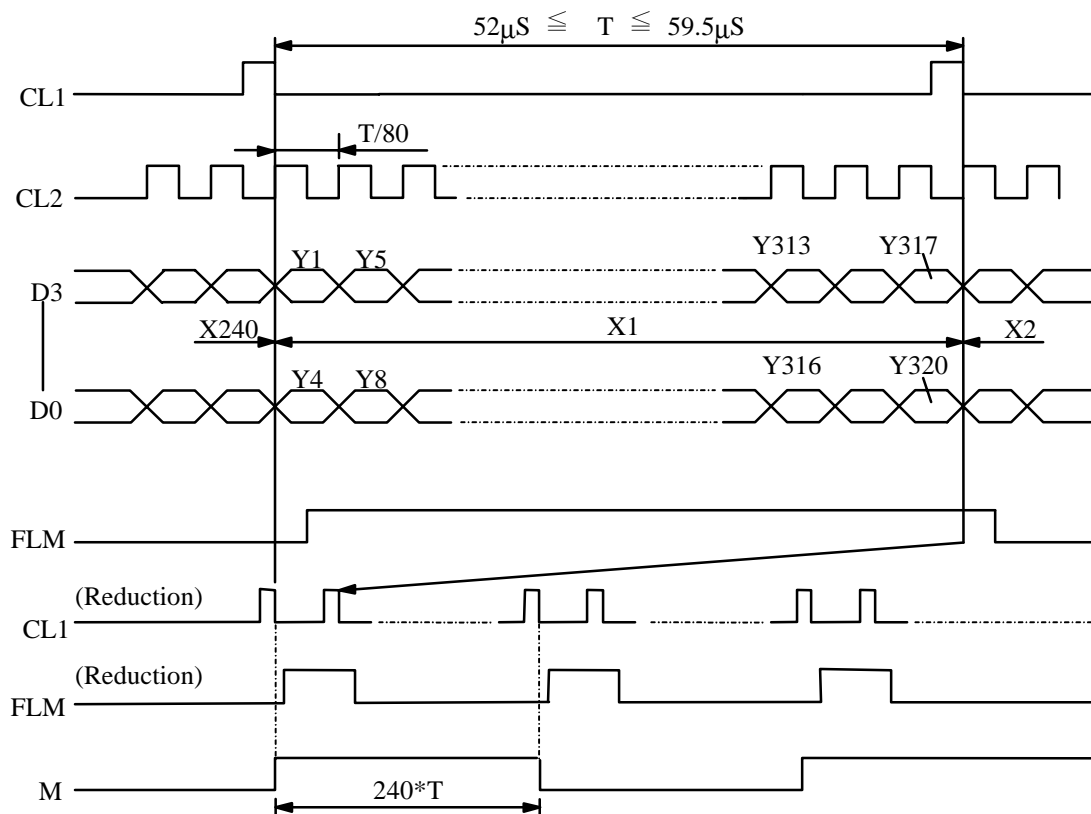 52μS ≦ T ≦ 59.5μS
CL1
T/80
CL2
Y1 Y5 Y313 Y317
D3
X240 X1 X2
Y4 Y8 Y316 Y320
D0
FLM
(Reduction)
CL1
(Reduction)
FLM
M
240*T